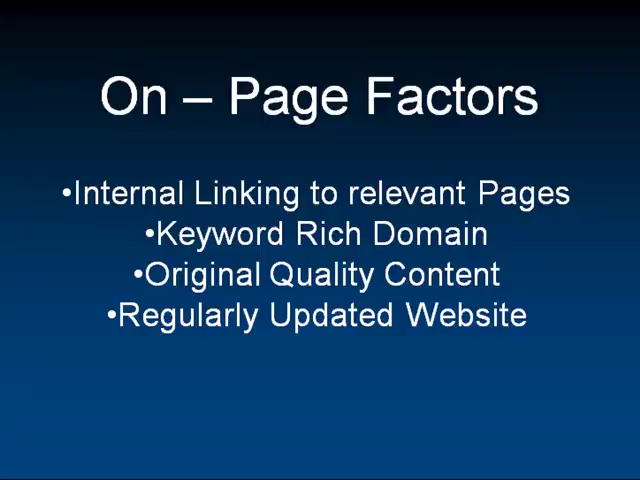 On – Page Factors
•Internal Linking to relevant Pages
•Keyword Rich Domain
•Original Quality Content
•Regularly Updated Website